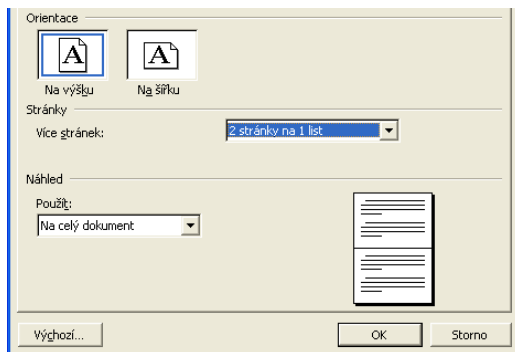 Orientace
A A
Na výšku Na šířku
Stránky
Více stránek: 2 stránky na 1 list
Náhled
Použít:
Na celý dokument
Výchozí... OK Storno